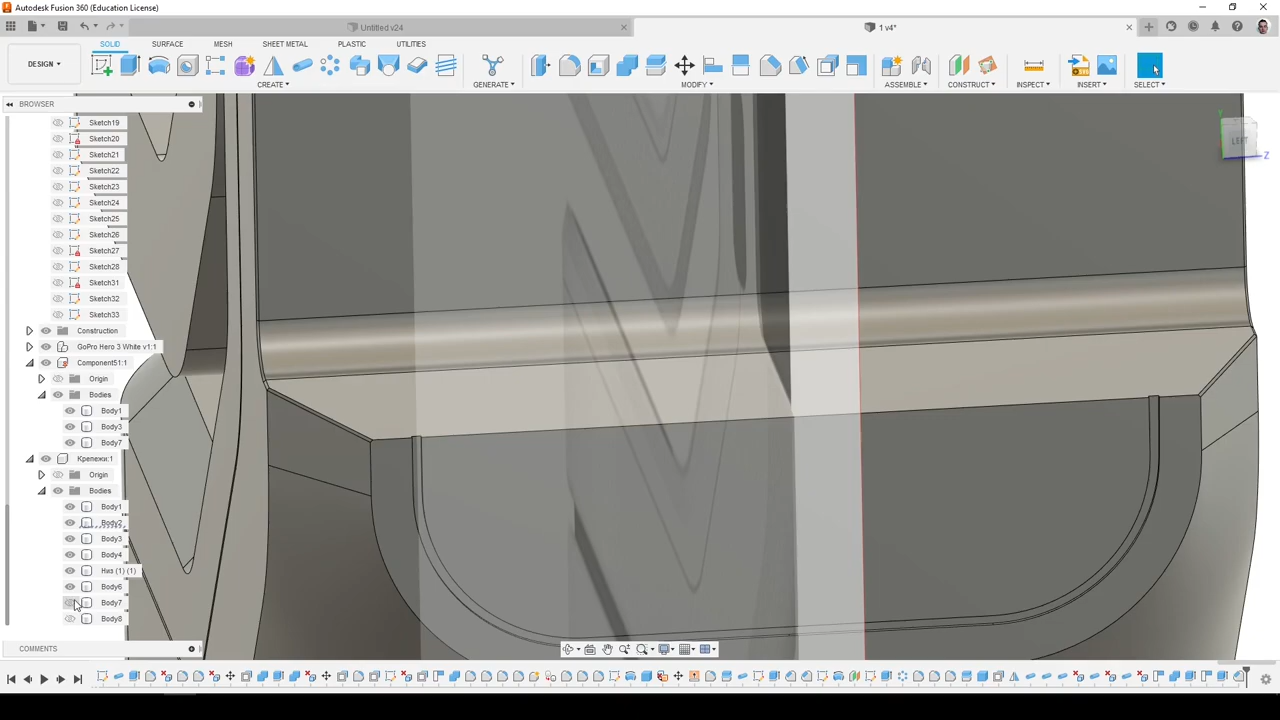 Autodesk Fusion 360 (Education License)
Untitled v24
1 v4*
SOLID
SURFACE
MESH
SHEET METAL
PLASTIC
UTILITIES
DESIGN
CREATE
GENERATE
MODIFY
ASSEMBLE
CONSTRUCT
INSPECT
INSERT
SELECT
BROWSER
Sketch19
Sketch20
Sketch21
Sketch22
Sketch23
Sketch24
Sketch25
Sketch26
Sketch27
Sketch28
Sketch31
Sketch32
Sketch33
Construction
GoPro Hero 3 White v1:1
Component51:1
Origin
Bodies
Body1
Body3
Body7
Крепежи:1
Origin
Bodies
Body1
Body2
Body3
Body4
Низ (1) (1)
Body6
Body7
Body8
LEFT
Y
Z
COMMENTS